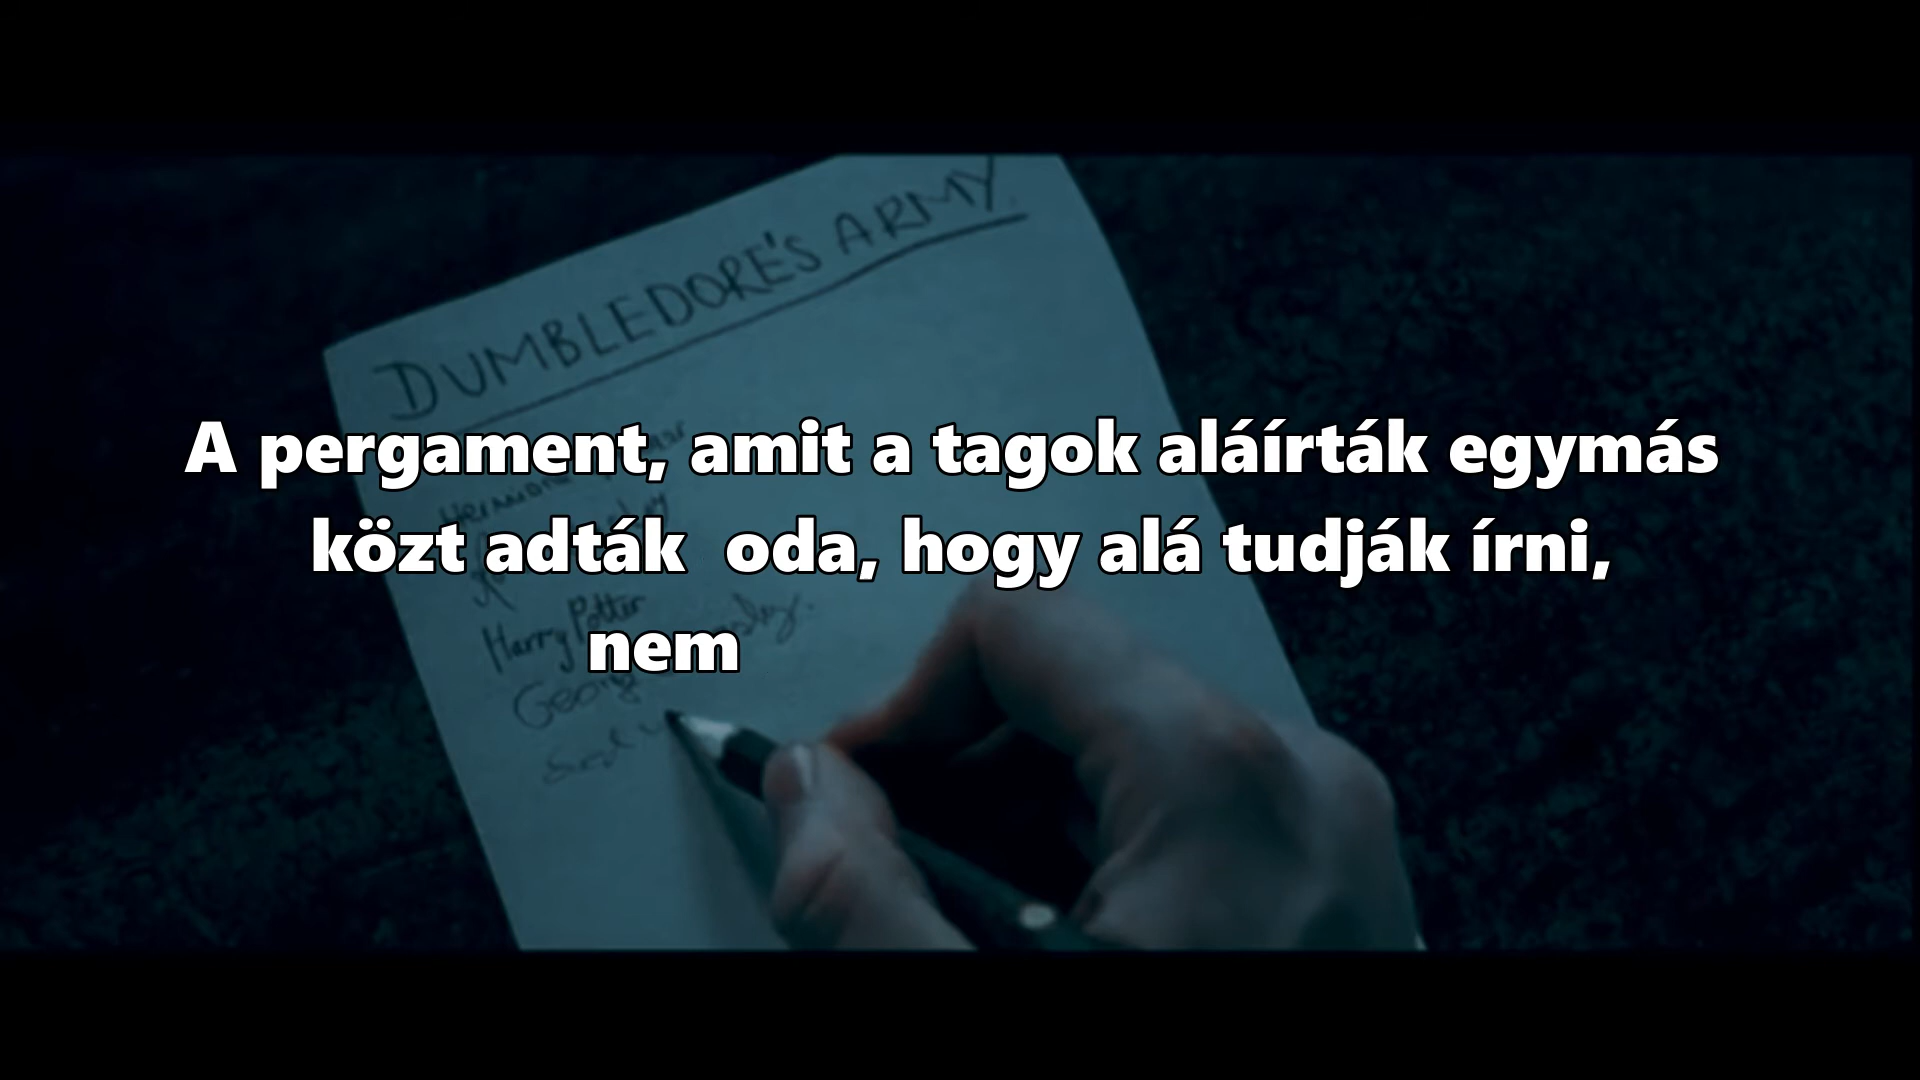 DUMBLEDORE'S ARMY
A pergament, amit a tagok aláírták egymás
közt adták  oda, hogy alá tudják írni,
Harry Potter
nem